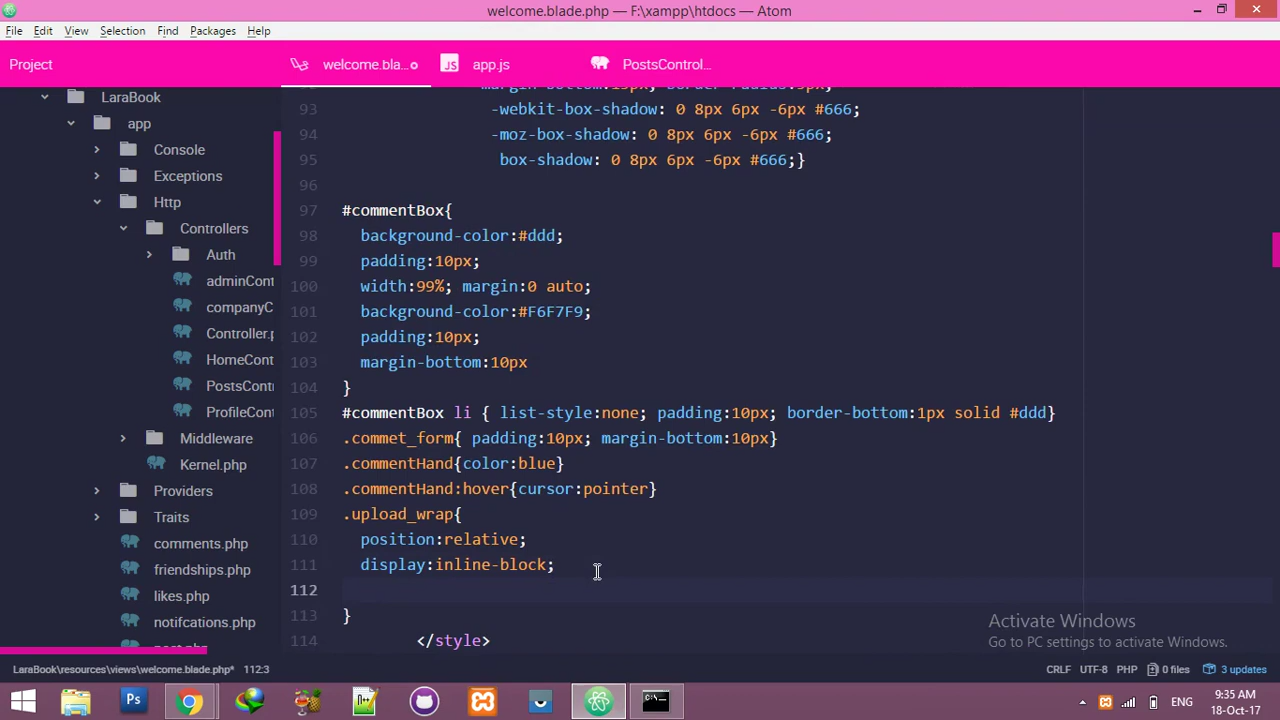 welcome.blade.php — F:\xampp\htdocs — Atom
File Edit View Selection Find Packages Help
Project
welcome.bla...
JS app.js
PostsControl...
LaraBook
app
Console
Exceptions
Http
Controllers
Auth
adminCont
companyC
Controller.p
HomeCont
PostsContr
ProfileCont
Middleware
Kernel.php
Providers
Traits
comments.php
friendships.php
likes.php
notifcations.php
93 -webkit-box-shadow: 0 8px 6px -6px #666;
94 -moz-box-shadow: 0 8px 6px -6px #666;
95 box-shadow: 0 8px 6px -6px #666;}
96
97 #commentBox{
98 background-color:#ddd;
99 padding:10px;
100 width:99%; margin:0 auto;
101 background-color:#F6F7F9;
102 padding:10px;
103 margin-bottom:10px
104 }
105 #commentBox li { list-style:none; padding:10px; border-bottom:1px solid #ddd}
106 .commet_form{ padding:10px; margin-bottom:10px}
107 .commentHand{color:blue}
108 .commentHand:hover{cursor:pointer}
109 .upload_wrap{
110 position:relative;
111 display:inline-block;
112
113 }
114 </style>
Activate Windows
Go to PC settings to activate Windows.
LaraBook\resources\views\welcome.blade.php* 112:3
CRLF UTF-8 PHP 0 files 3 updates
Ps
N++
ENG
9:35 AM
18-Oct-17